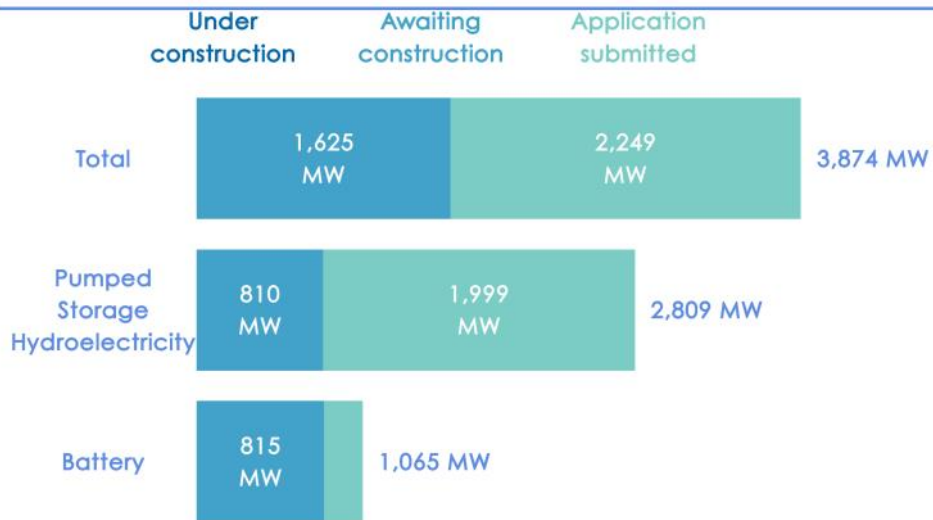 Under construction
Awaiting construction
Application submitted
Total
1,625 MW
2,249 MW
3,874 MW
Pumped Storage Hydroelectricity
810 MW
1,999 MW
2,809 MW
Battery
815 MW
1,065 MW